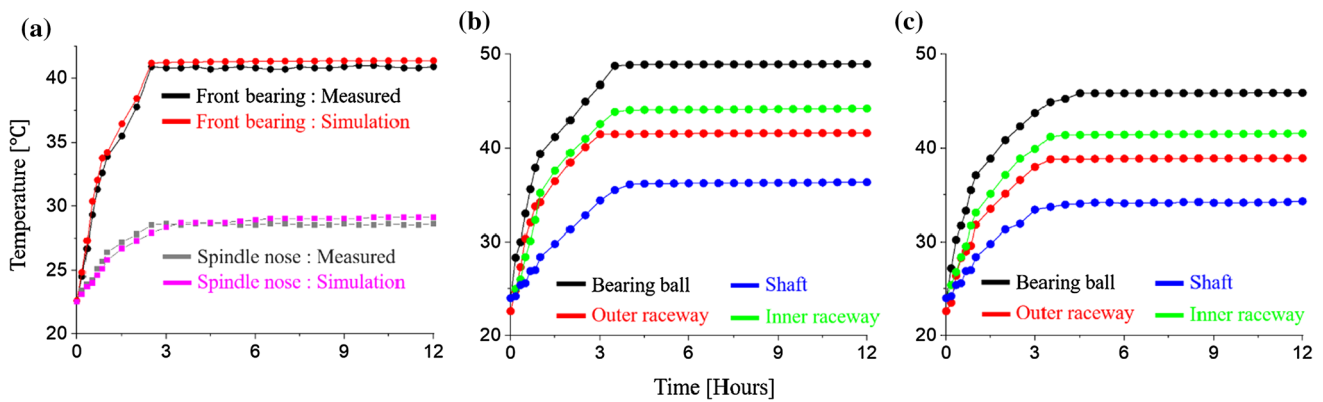 (a)
Temperature [°C]
40
35
30
25
20
0
3
6
9
12
Front bearing : Measured
Front bearing : Simulation
Spindle nose : Measured
Spindle nose : Simulation
(b)
50
40
30
20
0
3
6
9
12
Bearing ball
Shaft
Outer raceway
Inner raceway
(c)
50
40
30
20
0
3
6
9
12
Bearing ball
Shaft
Outer raceway
Inner raceway
Time [Hours]